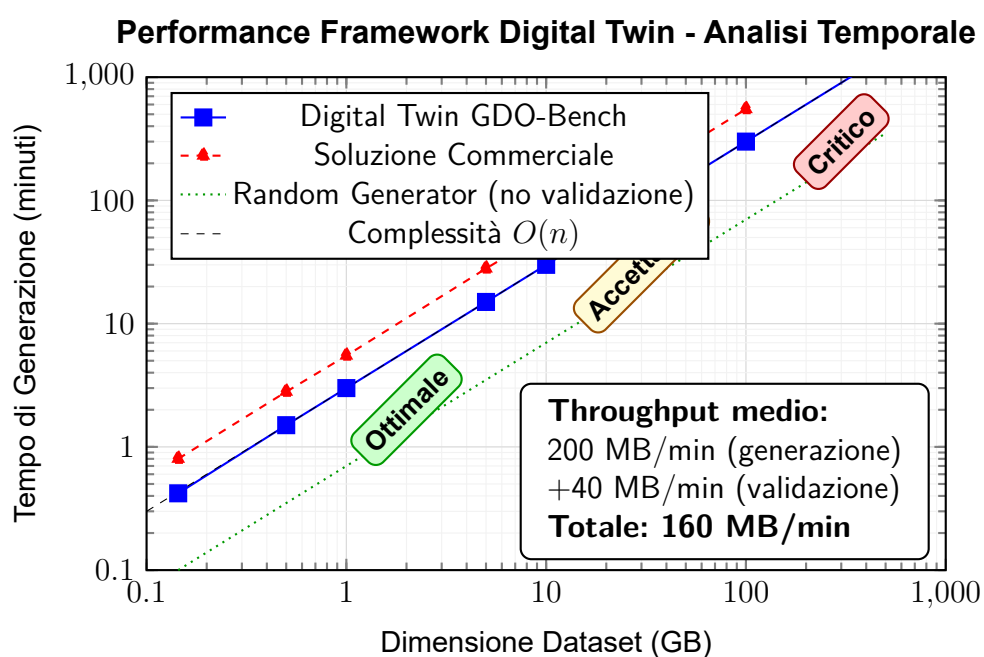 Performance Framework Digital Twin - Analisi Temporale
Tempo di Generazione (minuti)
1,000
100
10
1
0.1
Digital Twin GDO-Bench
Soluzione Commerciale
Random Generator (no validazione)
Complessità O(n)
Critico
Ottimale
Throughput medio:
200 MB/min (generazione)
+40 MB/min (validazione)
Totale: 160 MB/min
0.1
1
10
100
1,000
Dimensione Dataset (GB)